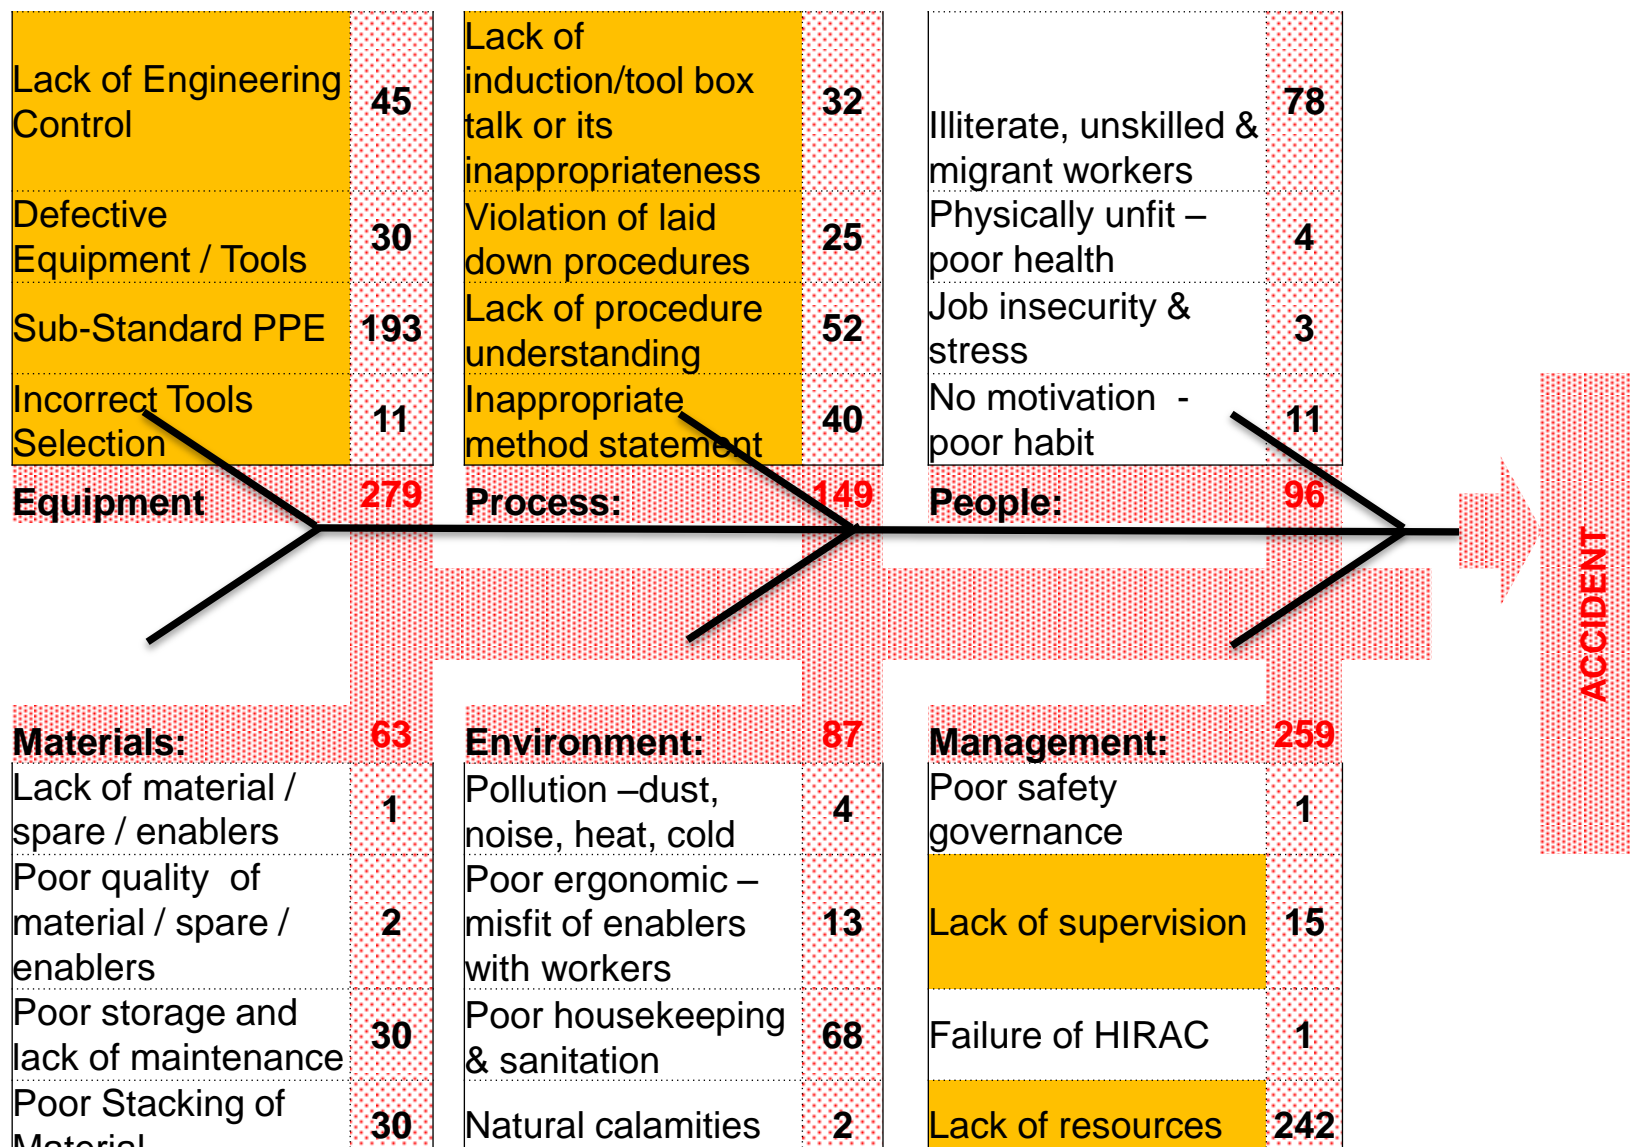 Lack of Engineering
Control
45
Defective
Equipment / Tools
30
Sub-Standard PPE
193
Incorrect Tools
Selection
11
Equipment
279
Lack of
induction/tool box
talk or its
inappropriateness
32
Violation of laid
down procedures
25
Lack of procedure
understanding
52
Inappropriate
method statement
40
Process:
149
Illiterate, unskilled &
migrant workers
78
Physically unfit –
poor health
4
Job insecurity &
stress
3
No motivation  -
poor habit
11
People:
96
ACCIDENT
Materials:
63
Lack of material /
spare / enablers
1
Poor quality  of
material / spare /
enablers
2
Poor storage and
lack of maintenance
30
Poor Stacking of
Material
30
Environment:
87
Pollution –dust,
noise, heat, cold
4
Poor ergonomic –
misfit of enablers
with workers
13
Poor housekeeping
& sanitation
68
Natural calamities
2
Management:
259
Poor safety
governance
1
Lack of supervision
15
Failure of HIRAC
1
Lack of resources
242